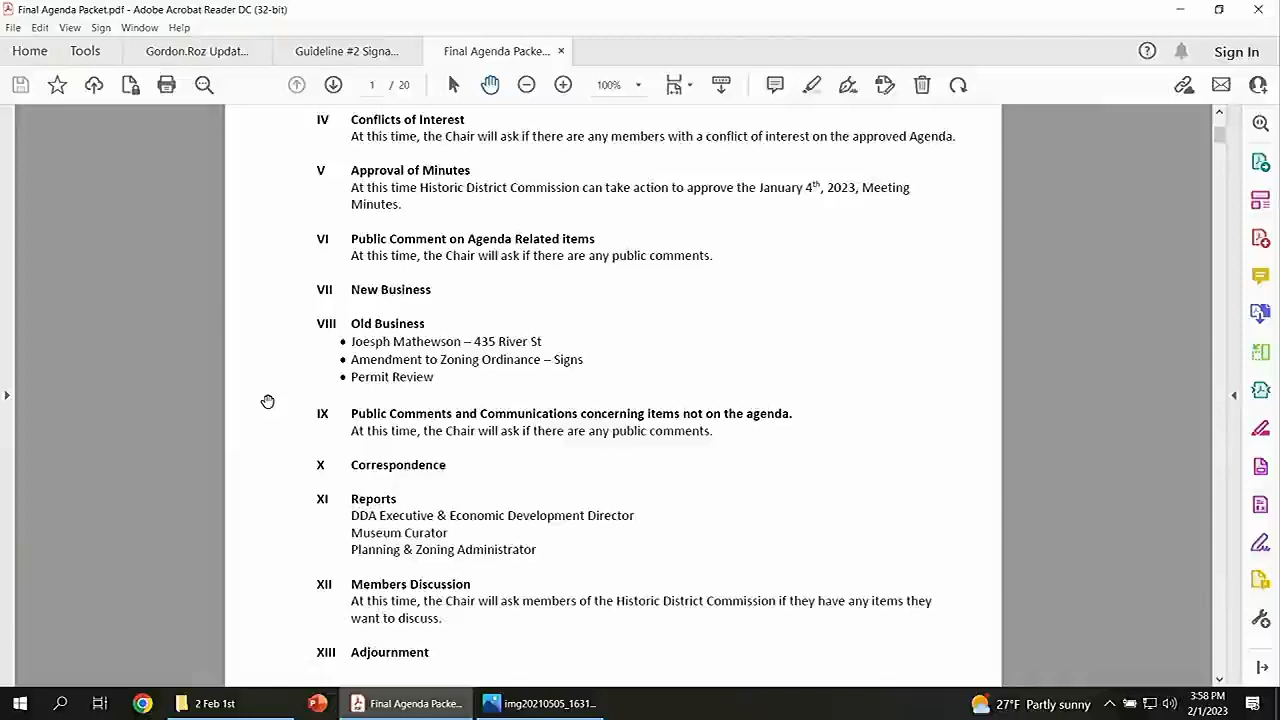 Final Agenda Packet.pdf - Adobe Acrobat Reader DC (32-bit)
File Edit View Sign Window Help
Home Tools Gordon.Roz Updat... Guideline #2 Signa... Final Agenda Packe... × Sign In
1 / 20 100%
IV Conflicts of Interest
At this time, the Chair will ask if there are any members with a conflict of interest on the approved Agenda.
V Approval of Minutes
At this time Historic District Commission can take action to approve the January 4th, 2023, Meeting
Minutes.
VI Public Comment on Agenda Related items
At this time, the Chair will ask if there are any public comments.
VII New Business
VIII Old Business
• Joesph Mathewson – 435 River St
• Amendment to Zoning Ordinance – Signs
• Permit Review
IX Public Comments and Communications concerning items not on the agenda.
At this time, the Chair will ask if there are any public comments.
X Correspondence
XI Reports
DDA Executive & Economic Development Director
Museum Curator
Planning & Zoning Administrator
XII Members Discussion
At this time, the Chair will ask members of the Historic District Commission if they have any items they
want to discuss.
XIII Adjournment
2 Feb 1st Final Agenda Packe... img20210505_1631... 27°F Partly sunny 3:58 PM
2/1/2023